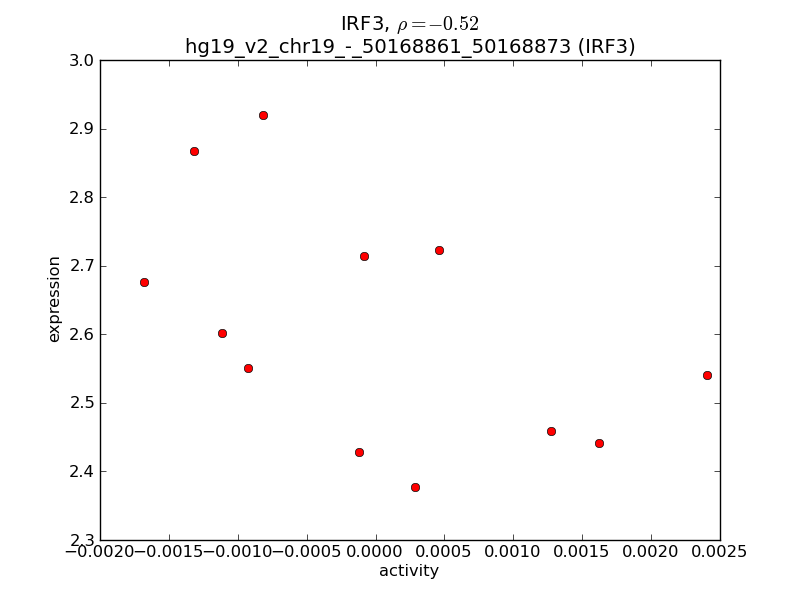 IRF3, ρ = −0.52
hg19_v2_chr19_-_50168861_50168873 (IRF3)
3.0
2.9
2.8
2.7
2.6
2.5
2.4
2.3
expression
−0.0020 −0.0015 −0.0010 −0.0005 0.0000 0.0005 0.0010 0.0015 0.0020 0.0025
activity